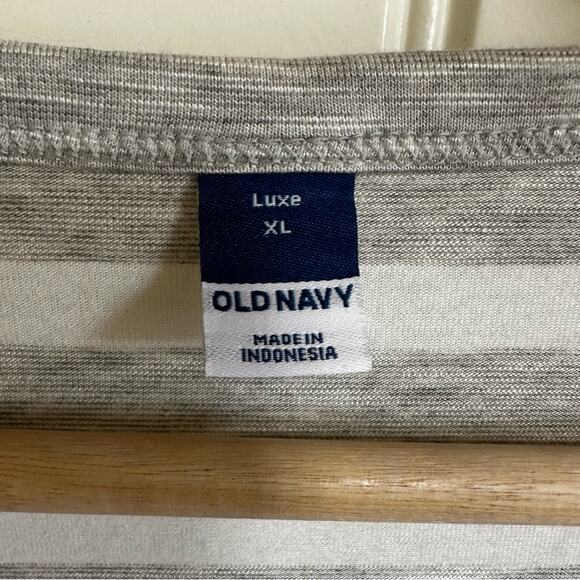 Luxe
XL
OLD NAVY
MADE IN
INDONESIA